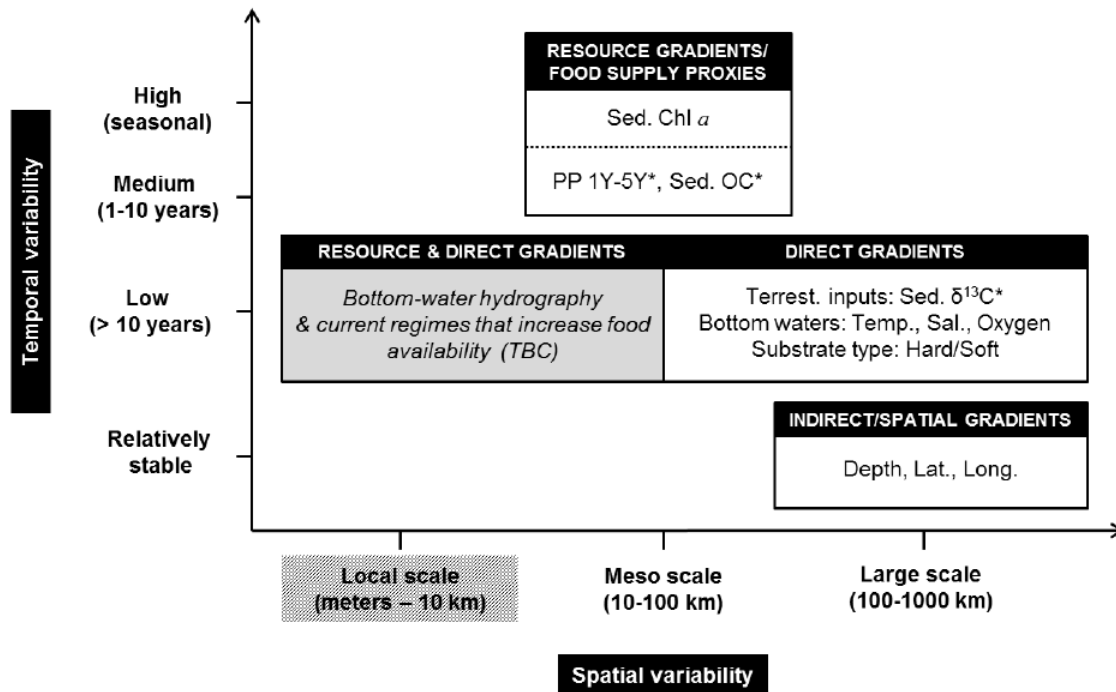 RESOURCE GRADIENTS/
FOOD SUPPLY PROXIES
Sed. Chl a
PP 1Y-5Y*, Sed. OC*
High
(seasonal)
Medium
(1-10 years)
Temporal variability
Low
(> 10 years)
Relatively
stable
RESOURCE & DIRECT GRADIENTS
Bottom-water hydrography
& current regimes that increase food
availability (TBC)
DIRECT GRADIENTS
Terrest. inputs: Sed. δ¹³C*
Bottom waters: Temp., Sal., Oxygen
Substrate type: Hard/Soft
INDIRECT/SPATIAL GRADIENTS
Depth, Lat., Long.
Local scale
(meters – 10 km)
Meso scale
(10-100 km)
Large scale
(100-1000 km)
Spatial variability